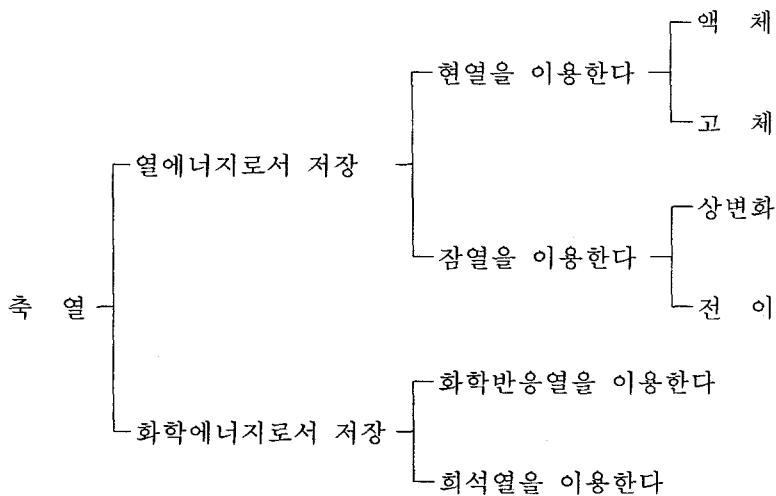 액 체
현열을 이용한다
고 체
열에너지로서 저장
상변화
잠열을 이용한다
축 열
전 이
화학반응열을 이용한다
화학에너지로서 저장
희석열을 이용한다